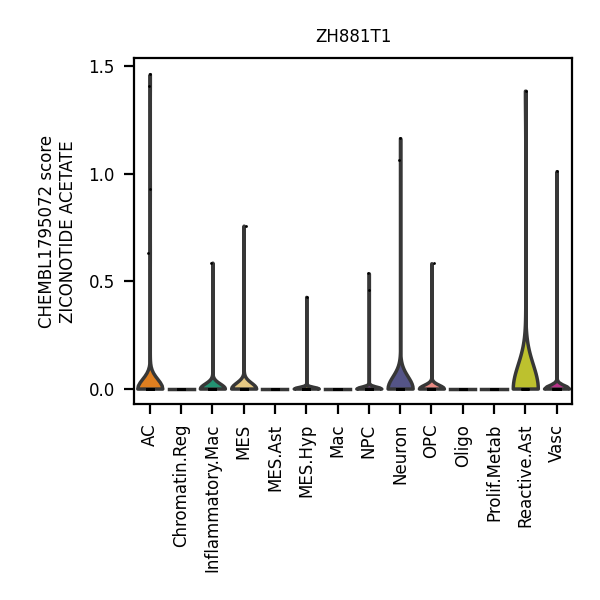 ZH881T1
CHEMBL1795072 score
ZICONOTIDE ACETATE
1.5
1.0
0.5
0.0
AC
Chromatin.Reg
Inflammatory.Mac
MES
MES.Ast
MES.Hyp
Mac
NPC
Neuron
OPC
Oligo
Prolif.Metab
Reactive.Ast
Vasc